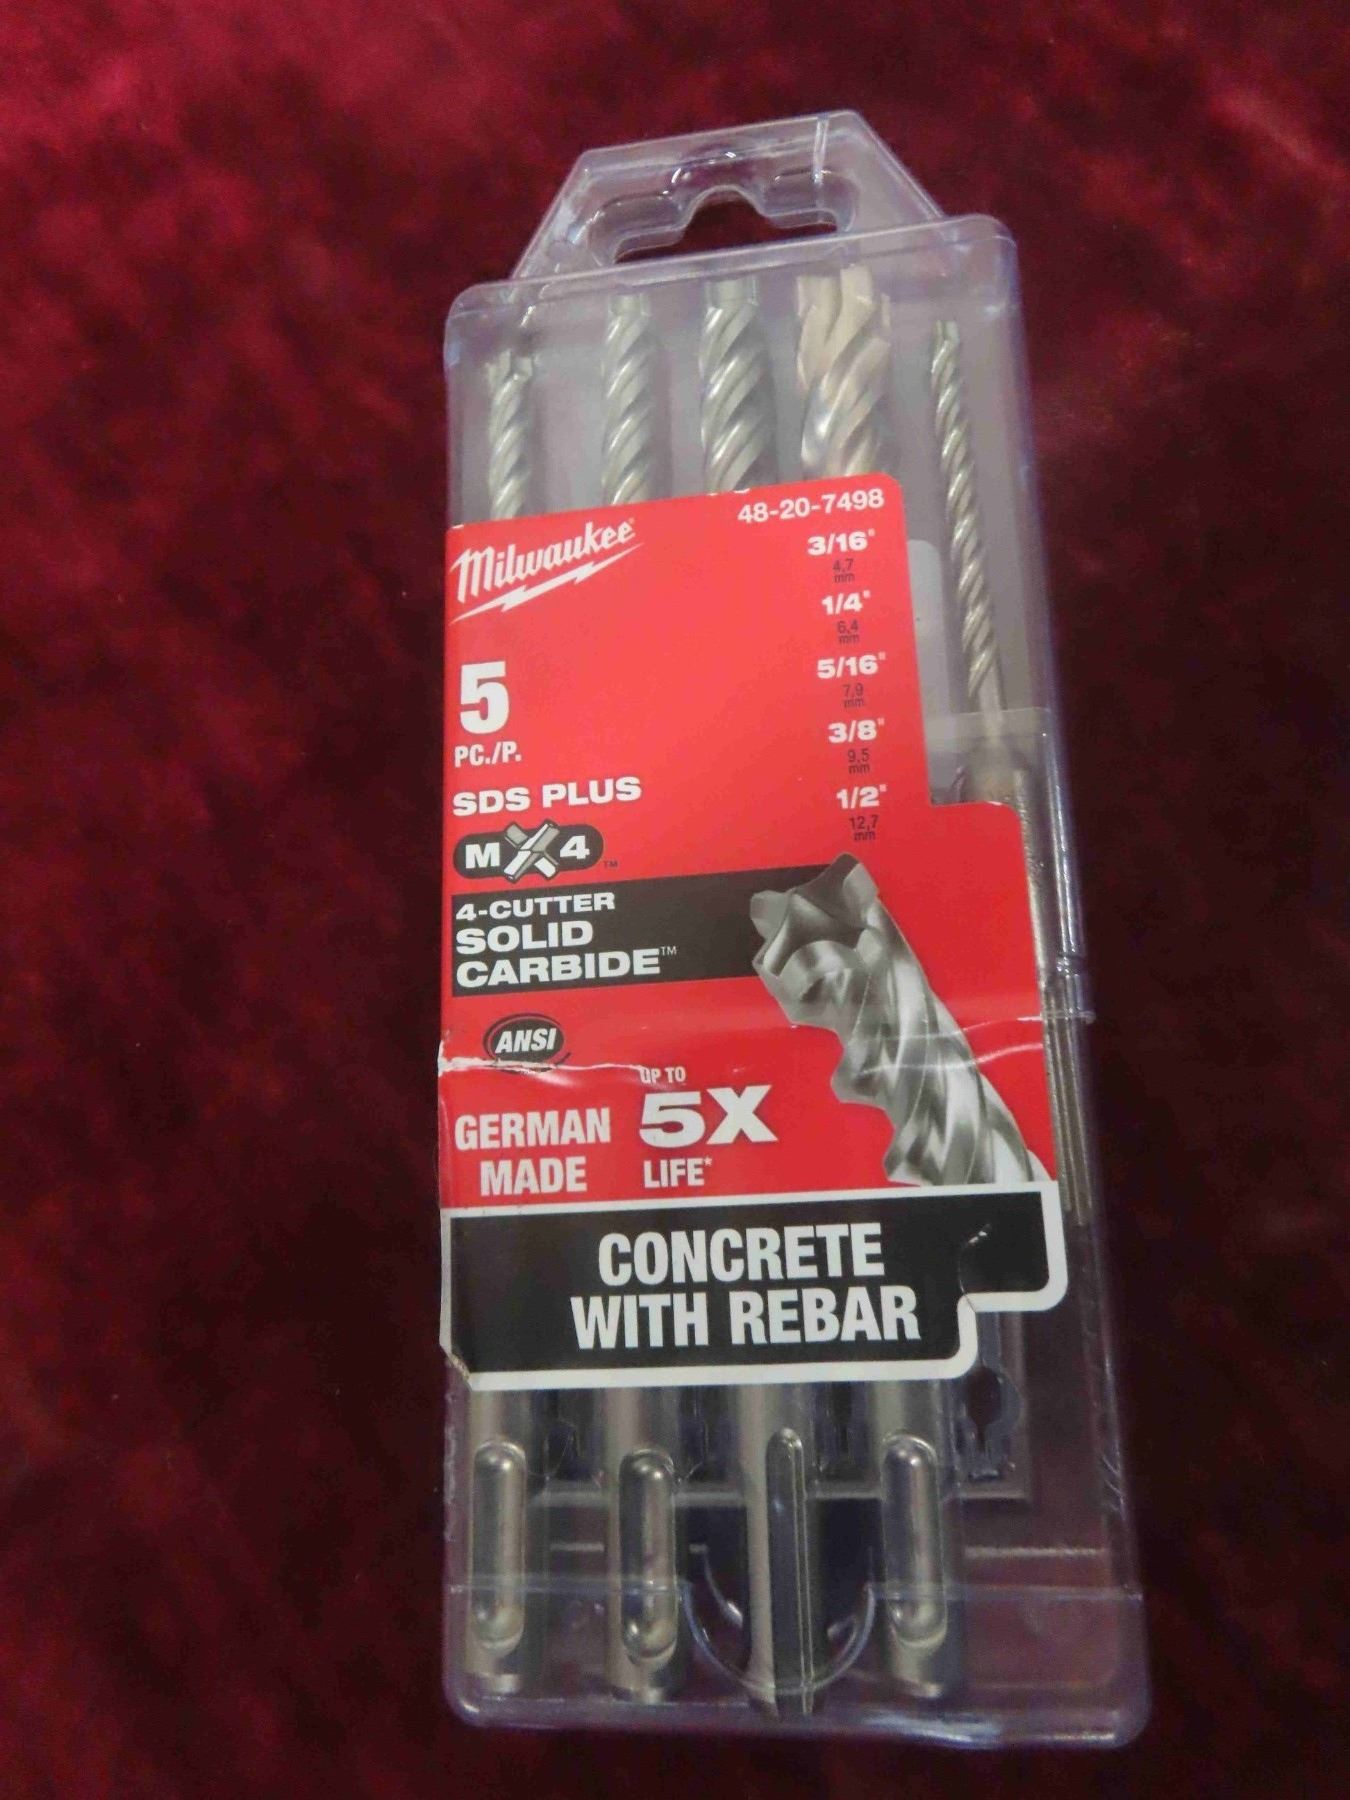 Milwaukee®
48-20-7498
3/16"
4,7
mm
1/4"
6,4
mm
5/16"
7,9
mm
3/8"
9,5
mm
1/2"
12,7
mm
5
PC./P.
SDS PLUS
MX4™
4-CUTTER
SOLID
CARBIDE™
ANSI
GERMAN
MADE
UP TO
5X
LIFE*
CONCRETE
WITH REBAR